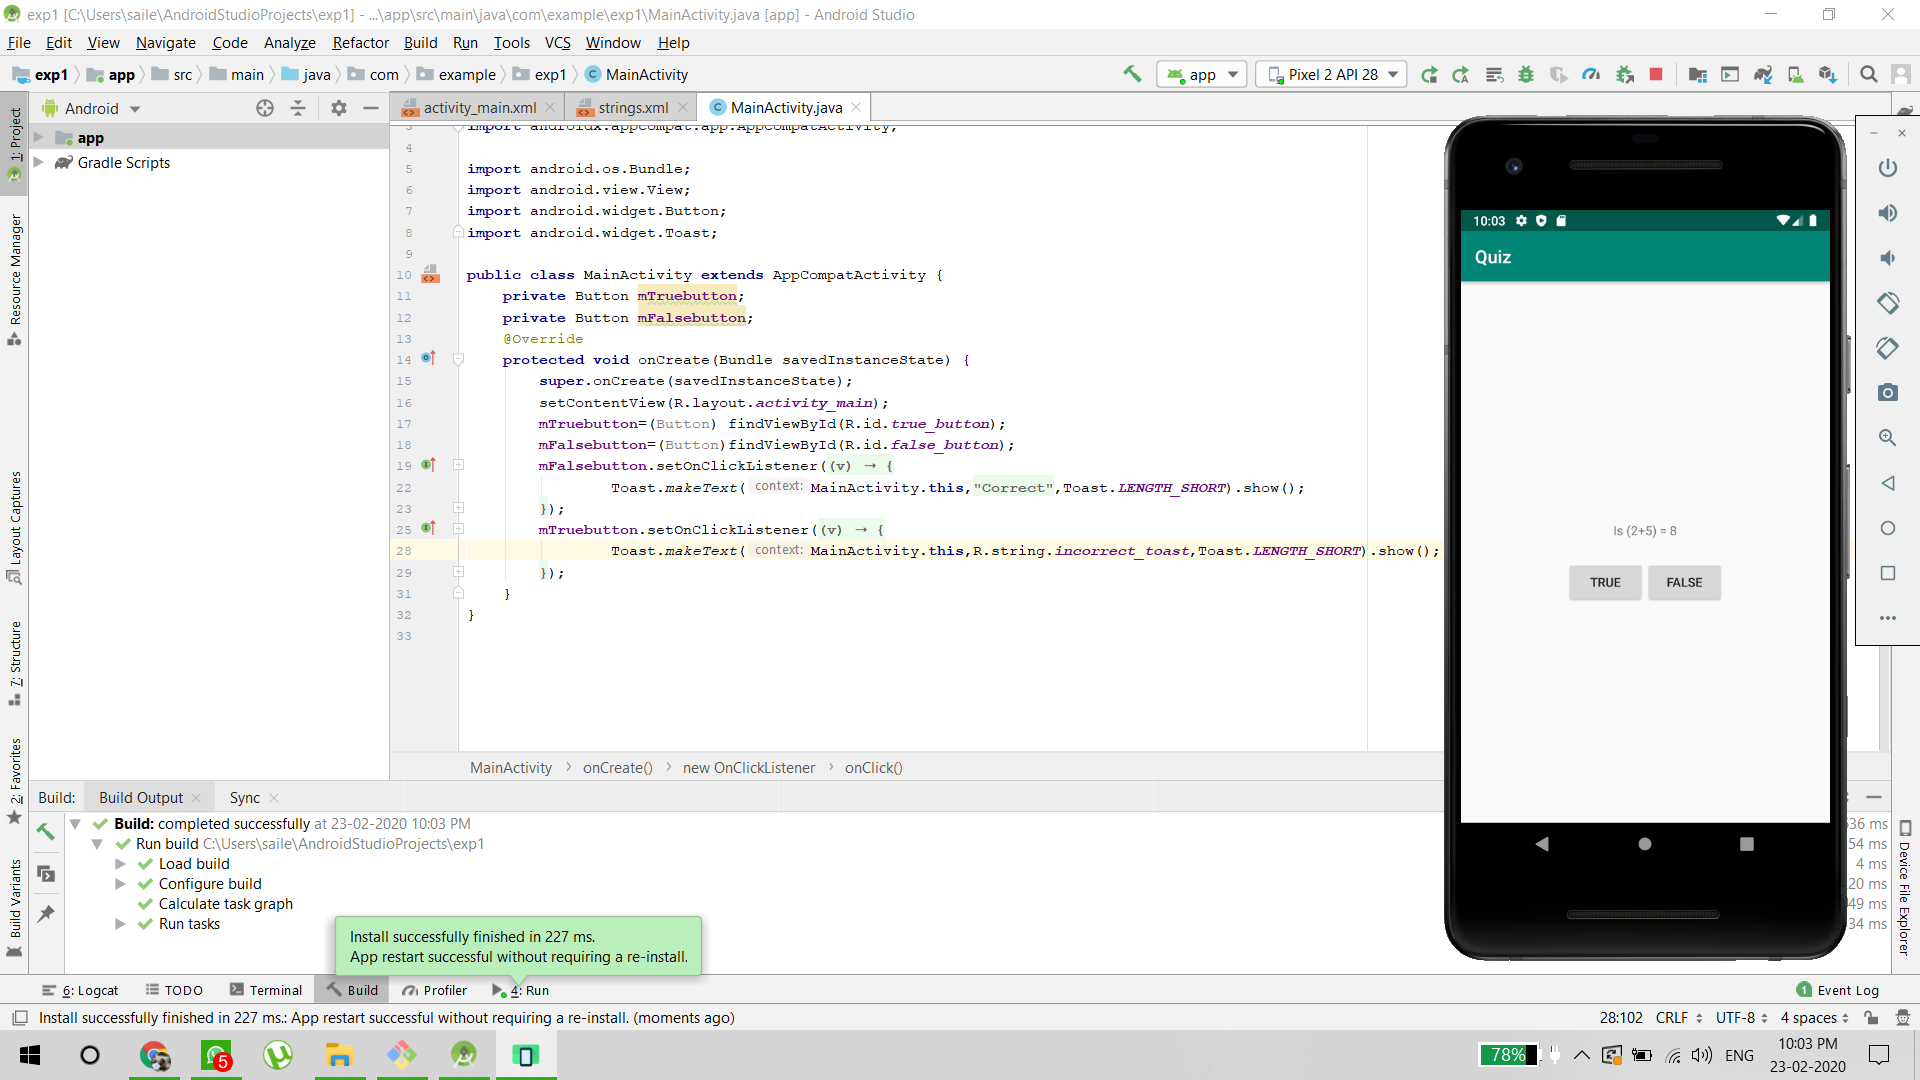 exp1 [C:\Users\saile\AndroidStudioProjects\exp1] - ...\app\src\main\java\com\example\exp1\MainActivity.java [app] - Android Studio
File Edit View Navigate Code Analyze Refactor Build Run Tools VCS Window Help
exp1 app src main java com example exp1 MainActivity
app
Pixel 2 API 28
Android
activity_main.xml
strings.xml
MainActivity.java
app
Gradle Scripts
1: Project
Resource Manager
Layout Captures
7: Structure
2: Favorites
Build Variants
import androidx.appcompat.app.AppCompatActivity;
4
5 import android.os.Bundle;
6 import android.view.View;
7 import android.widget.Button;
8 import android.widget.Toast;
9
10 public class MainActivity extends AppCompatActivity {
11 private Button mTruebutton;
12 private Button mFalsebutton;
13 @Override
14 protected void onCreate(Bundle savedInstanceState) {
15 super.onCreate(savedInstanceState);
16 setContentView(R.layout.activity_main);
17 mTruebutton=(Button) findViewById(R.id.true_button);
18 mFalsebutton=(Button)findViewById(R.id.false_button);
19 mFalsebutton.setOnClickListener((v) → {
22 Toast.makeText( context: MainActivity.this,"Correct",Toast.LENGTH_SHORT).show();
23 });
25 mTruebutton.setOnClickListener((v) → {
28 Toast.makeText( context: MainActivity.this,R.string.incorrect_toast,Toast.LENGTH_SHORT).show();
29 });
31 }
32 }
33
MainActivity › onCreate() › new OnClickListener › onClick()
10:03
Quiz
Is (2+5) = 8
TRUE FALSE
Build: Build Output Sync
Build: completed successfully at 23-02-2020 10:03 PM
Run build C:\Users\saile\AndroidStudioProjects\exp1
Load build
Configure build
Calculate task graph
Run tasks
36 ms
54 ms
4 ms
20 ms
49 ms
34 ms
Device File Explorer
Install successfully finished in 227 ms.
App restart successful without requiring a re-install.
6: Logcat TODO Terminal Build Profiler 4: Run
1 Event Log
Install successfully finished in 227 ms.: App restart successful without requiring a re-install. (moments ago)
28:102 CRLF UTF-8 4 spaces
5
78%
ENG
10:03 PM
23-02-2020